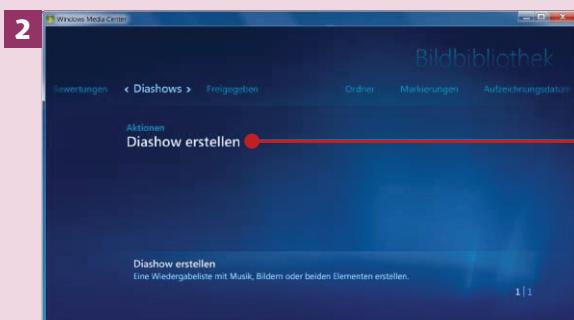 2
Windows Media Center
Bildbibliothek
Bewertungen ‹ Diashows › Freigegeben Ordner Markierungen Aufzeichnungsdatum
Aktionen
Diashow erstellen
Diashow erstellen
Eine Wiedergabeliste mit Musik, Bildern oder beiden Elementen erstellen.
1|1